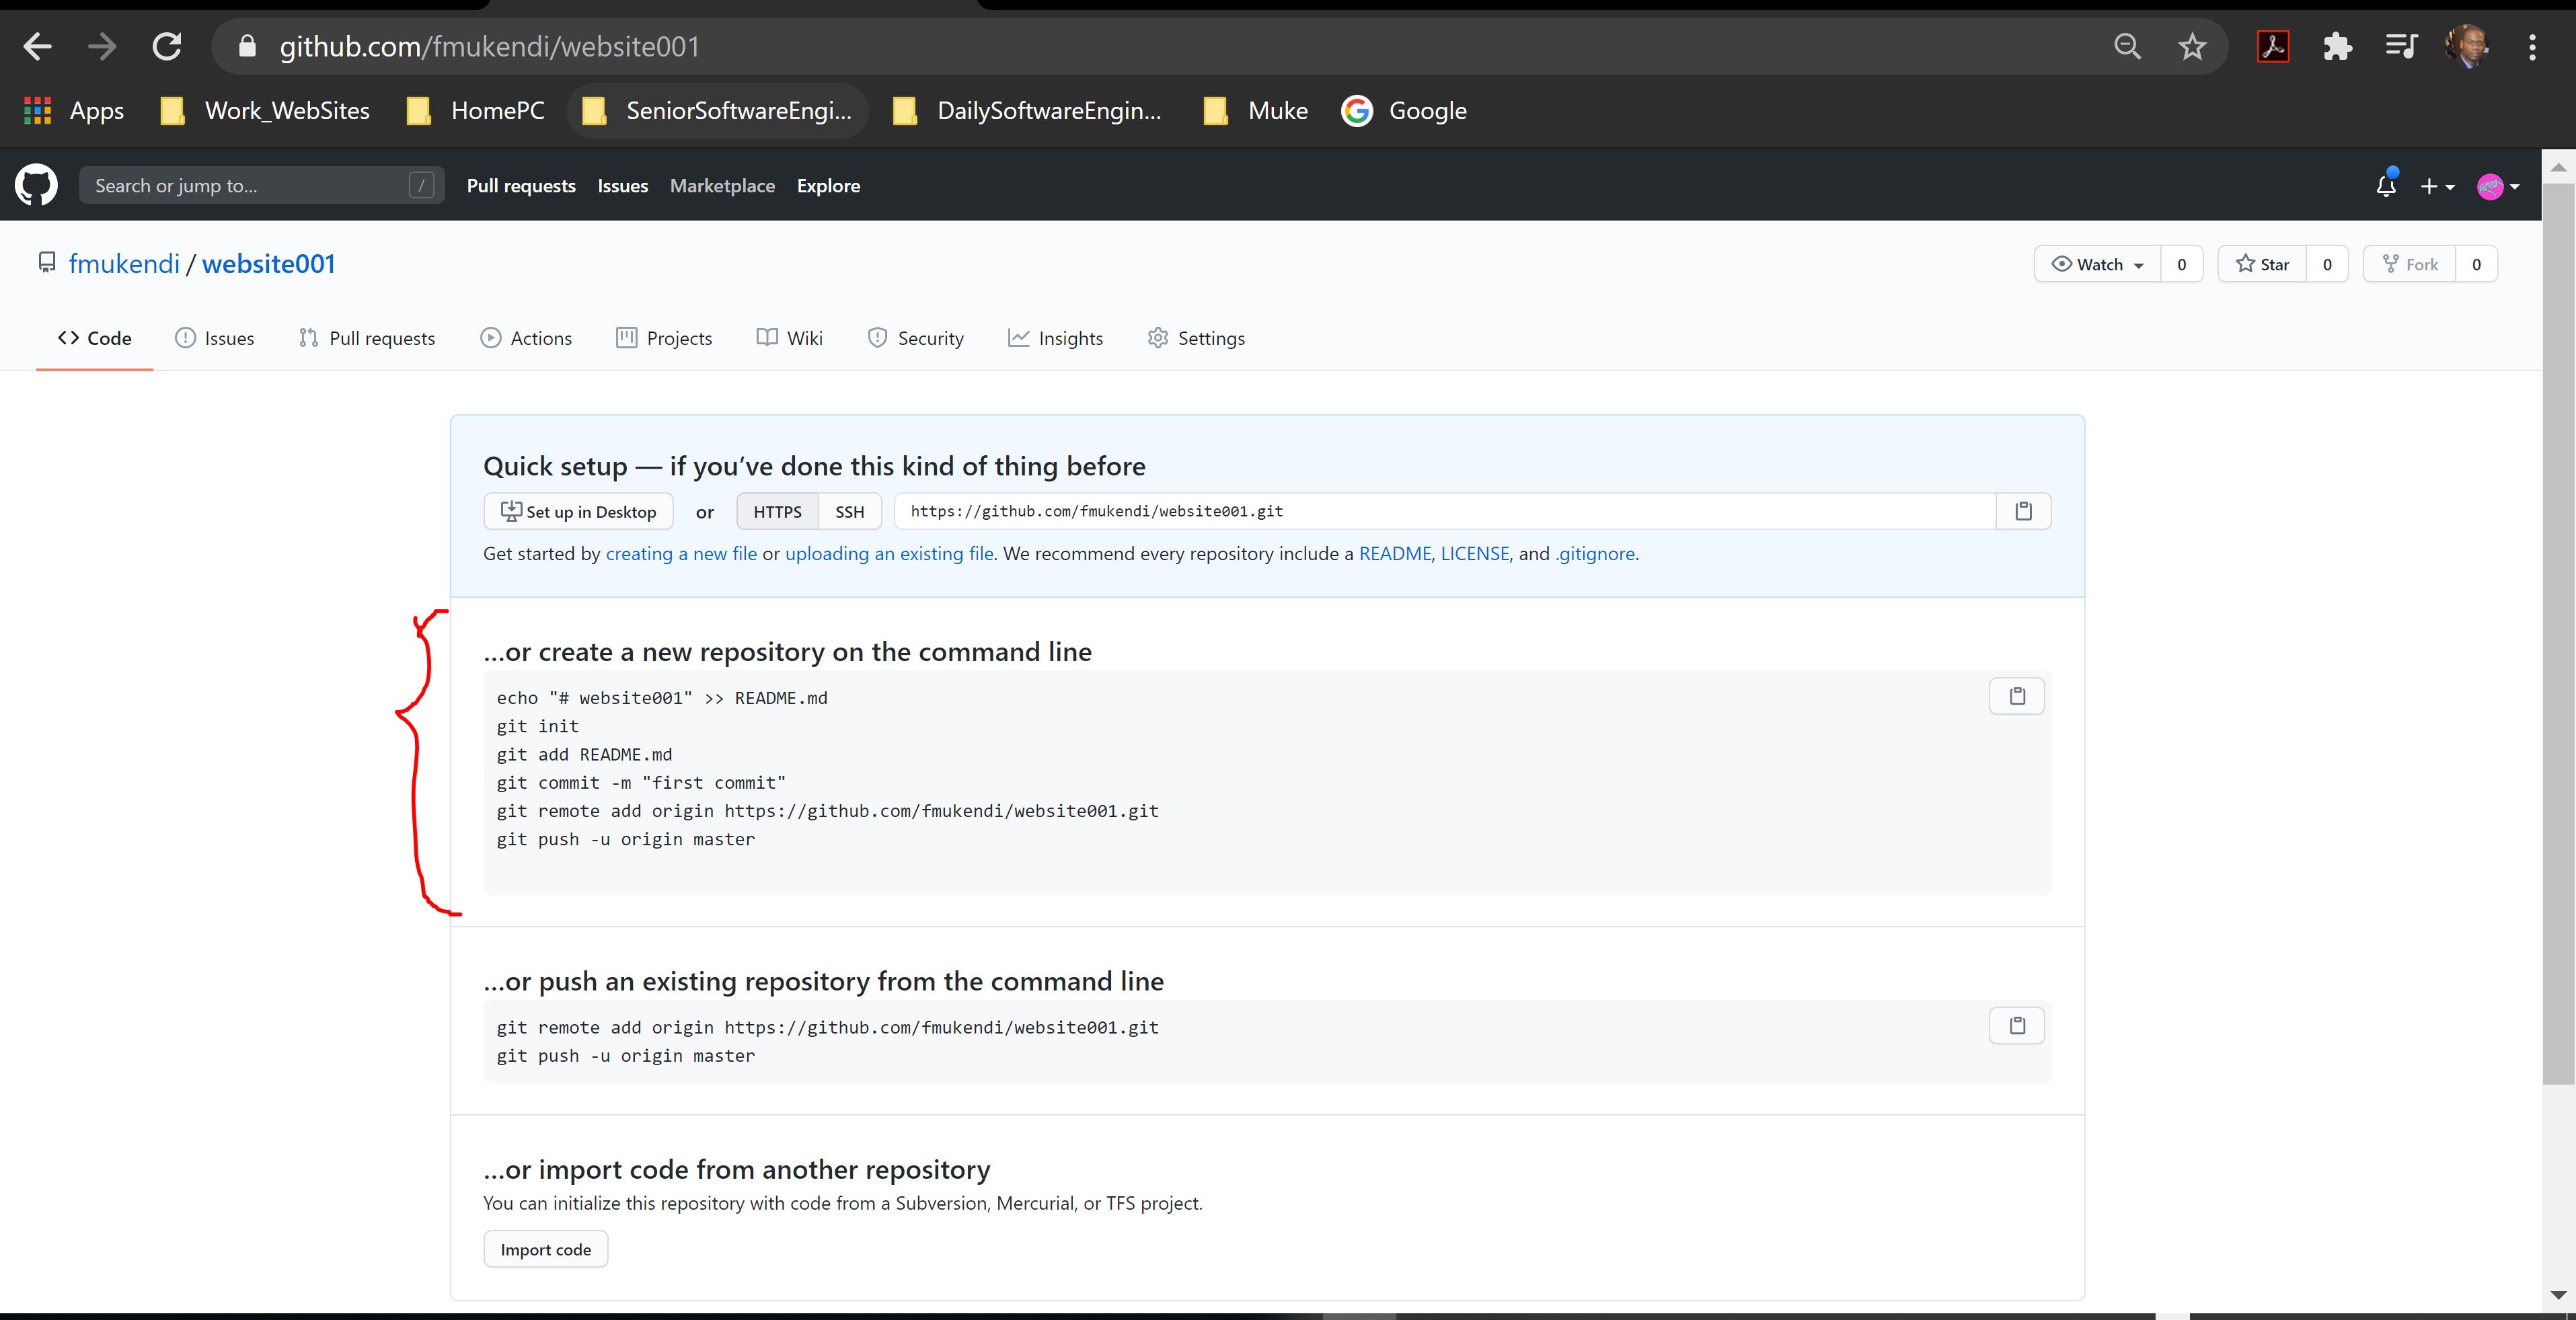 github.com/fmukendi/website001
Apps Work_WebSites HomePC SeniorSoftwareEngi... DailySoftwareEngin... Muke Google
Search or jump to... / Pull requests Issues Marketplace Explore
fmukendi / website001 Watch 0 Star 0 Fork 0
Code Issues Pull requests Actions Projects Wiki Security Insights Settings
Quick setup — if you’ve done this kind of thing before
Set up in Desktop or HTTPS SSH https://github.com/fmukendi/website001.git
Get started by creating a new file or uploading an existing file. We recommend every repository include a README, LICENSE, and .gitignore.
…or create a new repository on the command line
echo "# website001" >> README.md
git init
git add README.md
git commit -m "first commit"
git remote add origin https://github.com/fmukendi/website001.git
git push -u origin master
…or push an existing repository from the command line
git remote add origin https://github.com/fmukendi/website001.git
git push -u origin master
…or import code from another repository
You can initialize this repository with code from a Subversion, Mercurial, or TFS project.
Import code